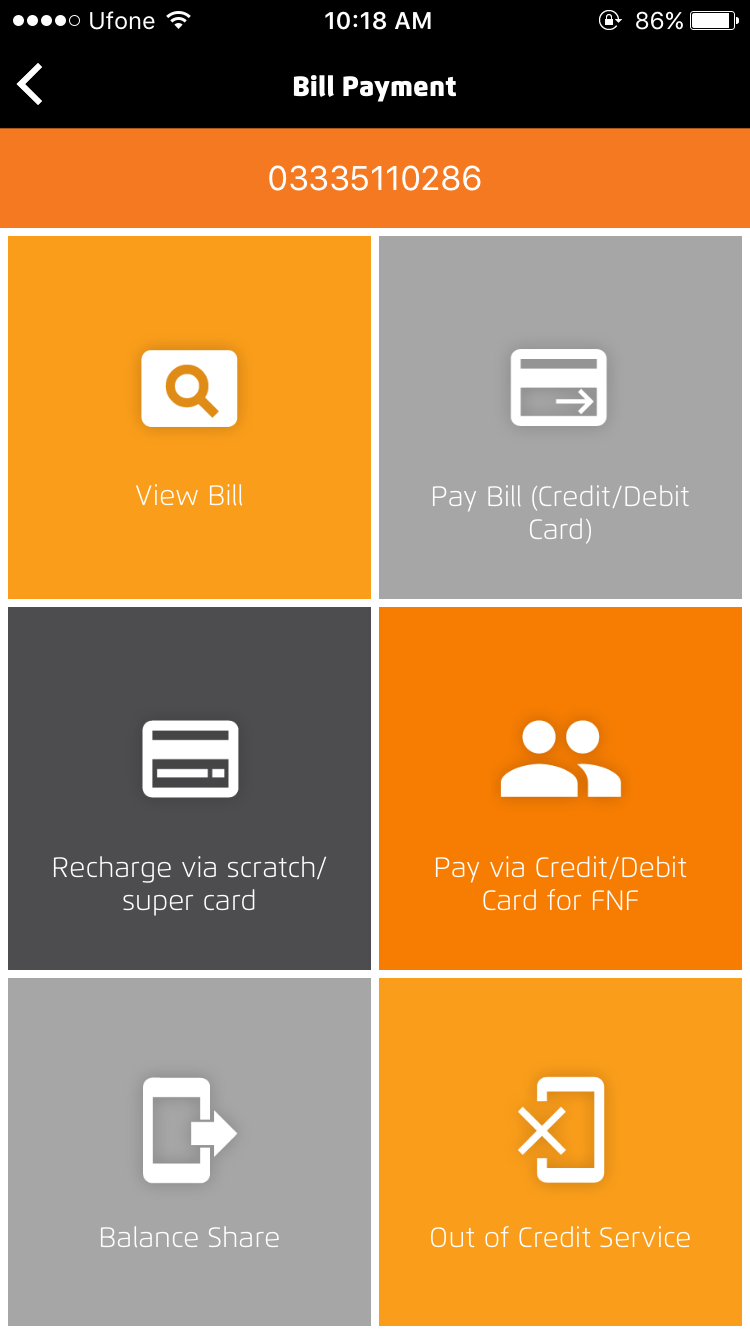 Ufone 10:18 AM 86%
Bill Payment
03335110286
View Bill
Pay Bill (Credit/Debit
Card)
Recharge via scratch/
super card
Pay via Credit/Debit
Card for FNF
Balance Share
Out of Credit Service